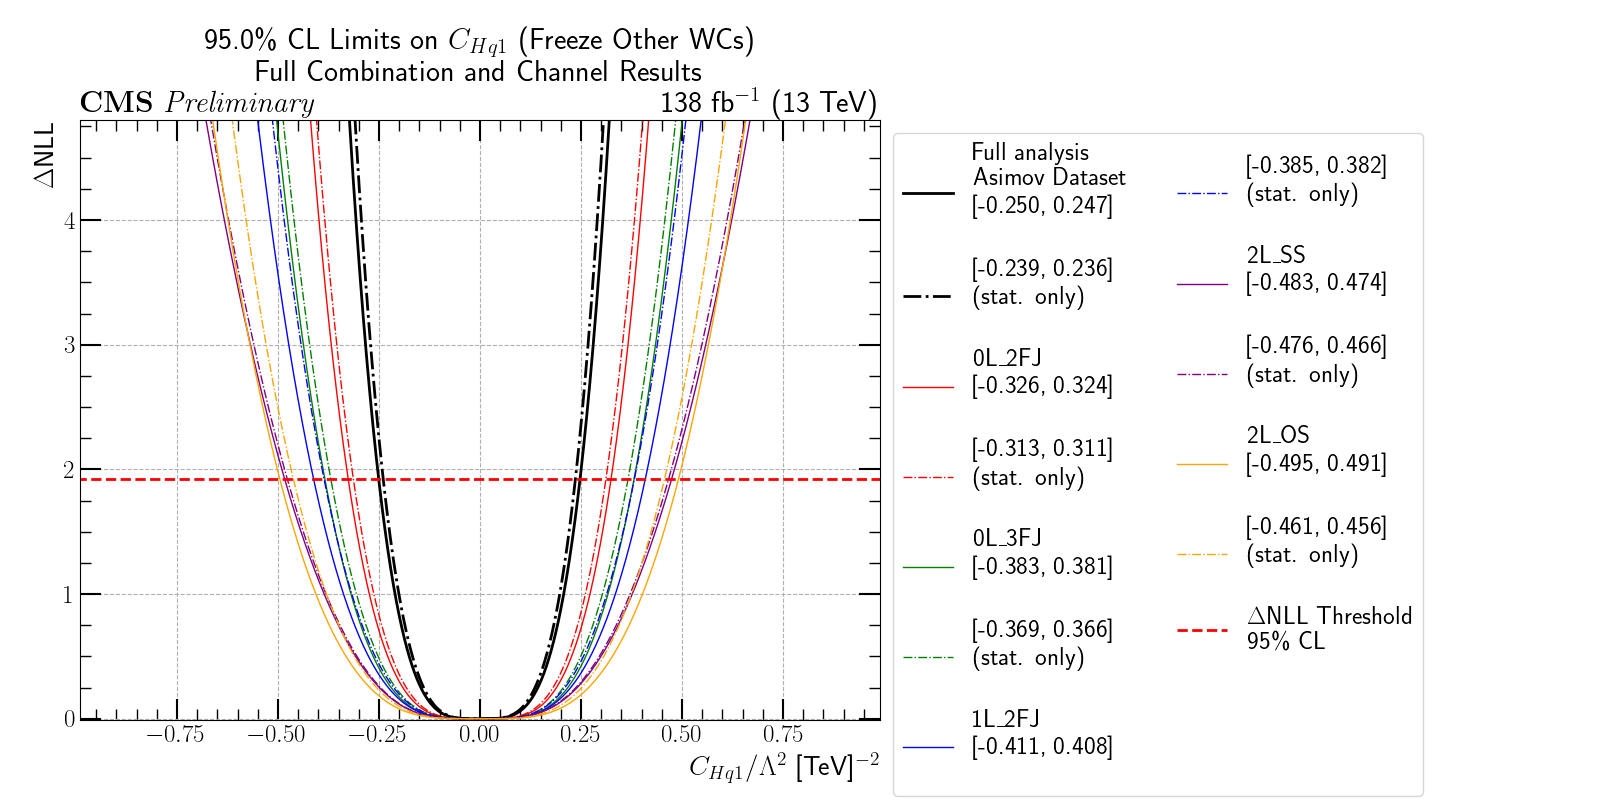 95.0% CL Limits on C_{Hq1} (Freeze Other WCs)
Full Combination and Channel Results
CMS Preliminary
138 fb^{-1} (13 TeV)
ΔNLL
4
3
2
1
0
−0.75
−0.50
−0.25
0.00
0.25
0.50
0.75
C_{Hq1}/Λ^2 [TeV]^{−2}
Full analysis
Asimov Dataset
[-0.250, 0.247]
[-0.239, 0.236]
(stat. only)
0L_2FJ
[-0.326, 0.324]
[-0.313, 0.311]
(stat. only)
0L_3FJ
[-0.383, 0.381]
[-0.369, 0.366]
(stat. only)
1L_2FJ
[-0.411, 0.408]
[-0.385, 0.382]
(stat. only)
2L_SS
[-0.483, 0.474]
[-0.476, 0.466]
(stat. only)
2L_OS
[-0.495, 0.491]
[-0.461, 0.456]
(stat. only)
ΔNLL Threshold
95% CL